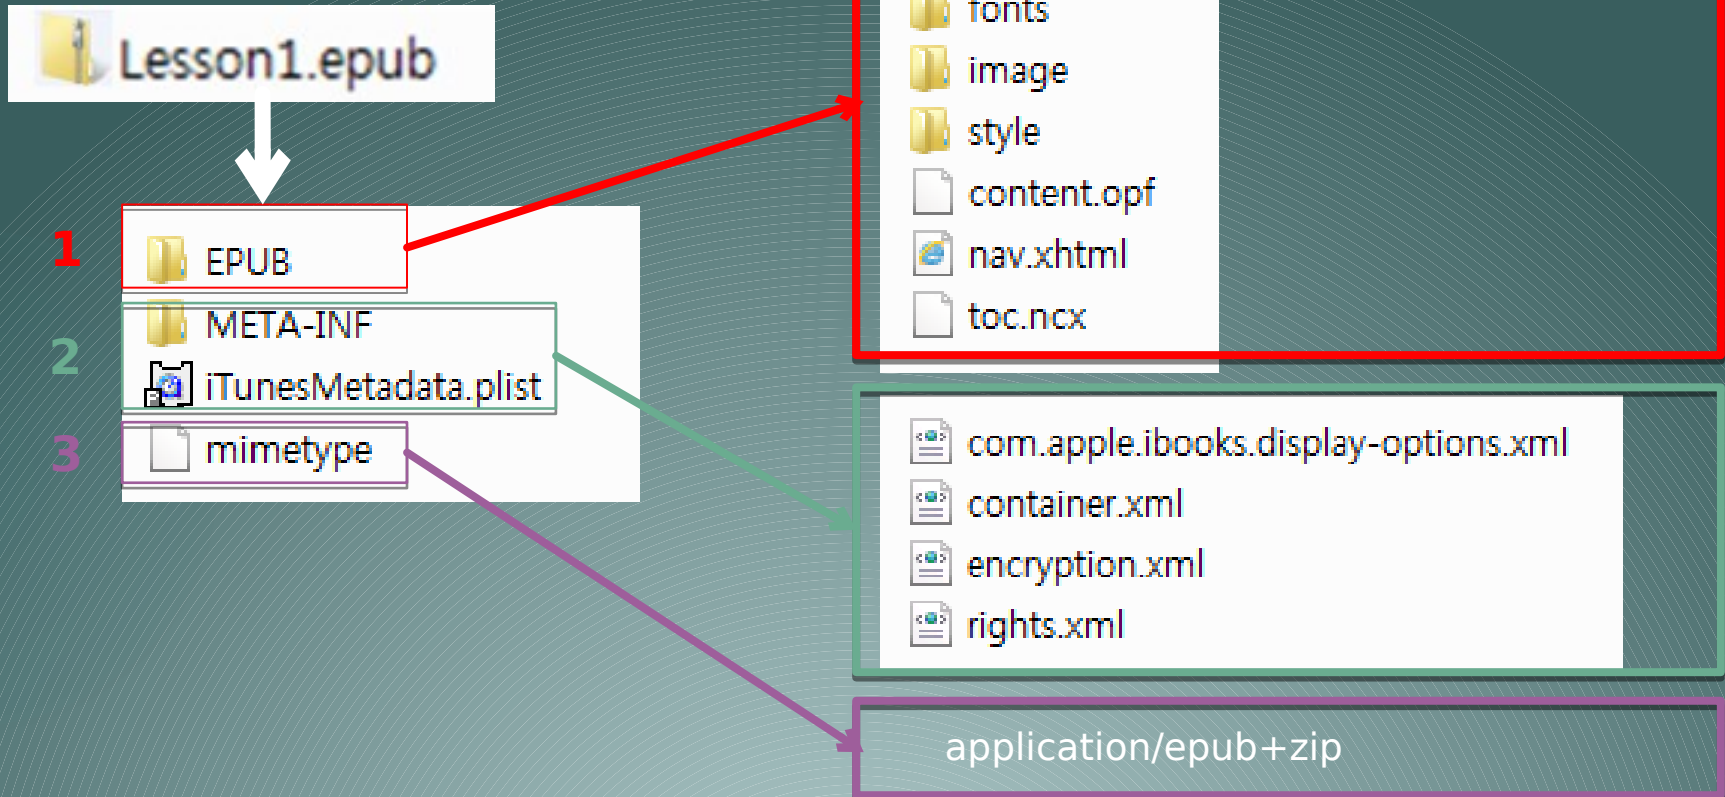 Lesson1.epub
1
EPUB
2
META-INF
iTunesMetadata.plist
3
mimetype
fonts
image
style
content.opf
nav.xhtml
toc.ncx
com.apple.ibooks.display-options.xml
container.xml
encryption.xml
rights.xml
application/epub+zip